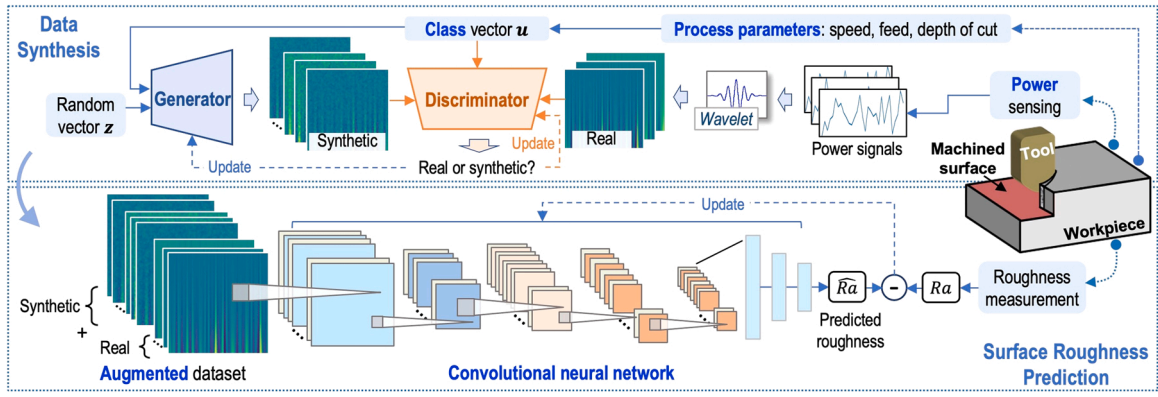 Data
Synthesis
Class vector u
Process parameters: speed, feed, depth of cut
Random
vector z
Generator
Synthetic
Discriminator
Real
Wavelet
Power signals
Power
sensing
Update
Real or synthetic?
Update
Machined
surface
Tool
Workpiece
Update
Synthetic
+
Real
Augmented dataset
Convolutional neural network
R̂a
Predicted
roughness
-
Ra
Roughness
measurement
Surface Roughness
Prediction